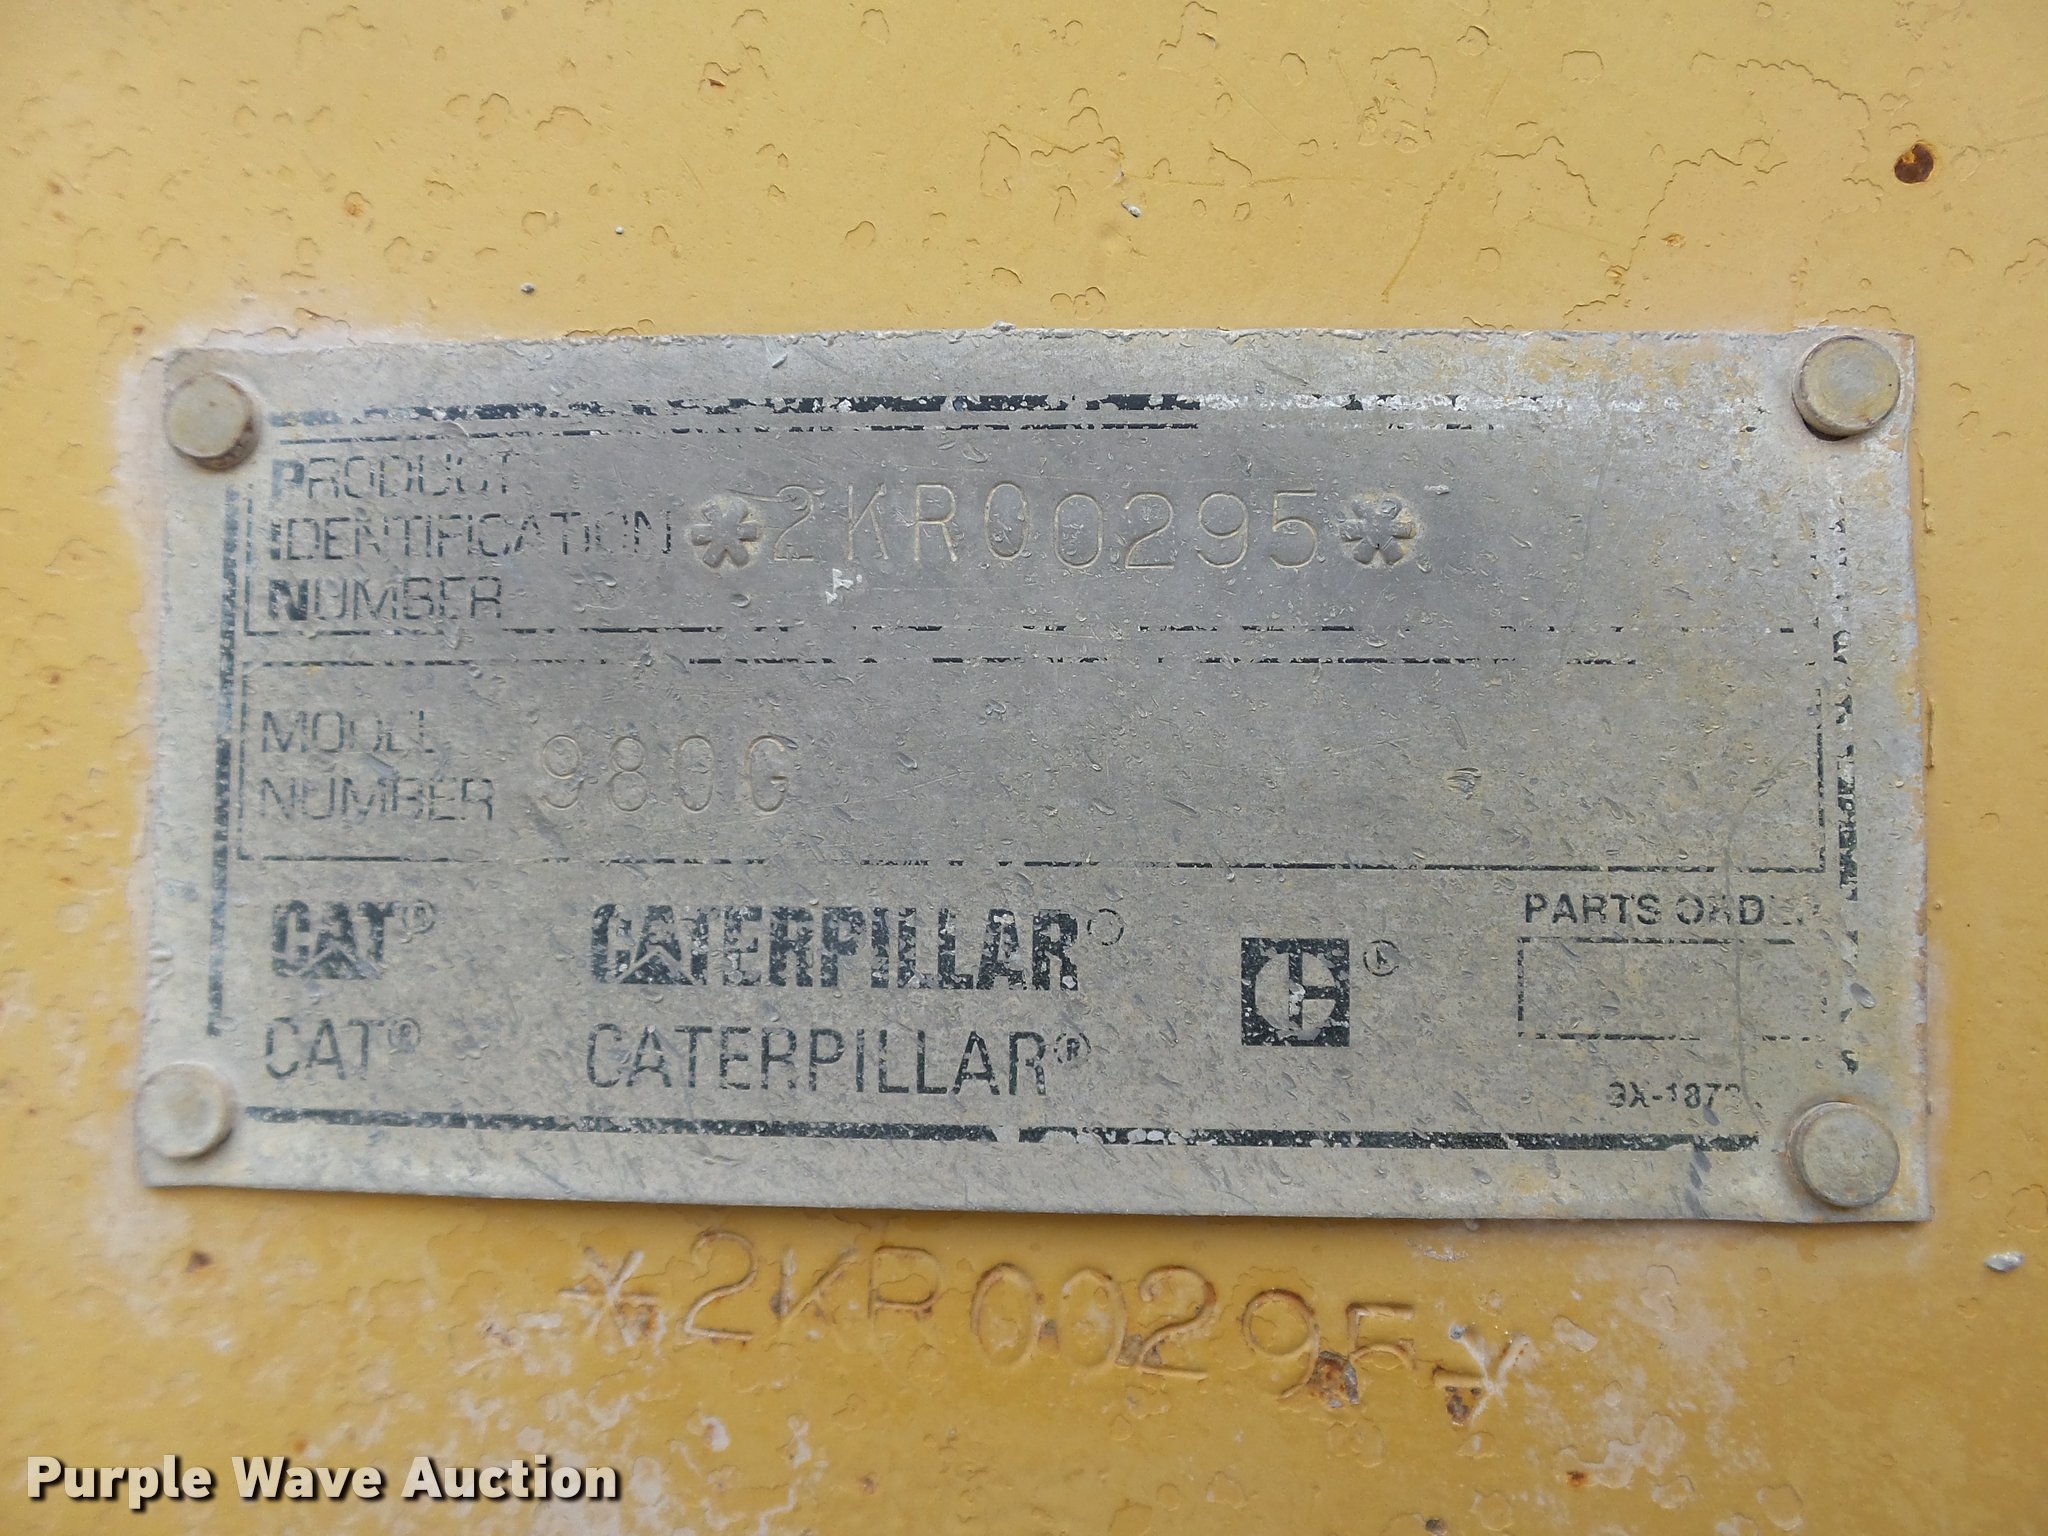 PRODUCT
IDENTIFICATION *2KR00295*
NUMBER
MODEL
NUMBER 980G
CAT® CATERPILLAR®
CAT® CATERPILLAR®
®
PARTS ORDER
*2KR00295*
Purple Wave Auction